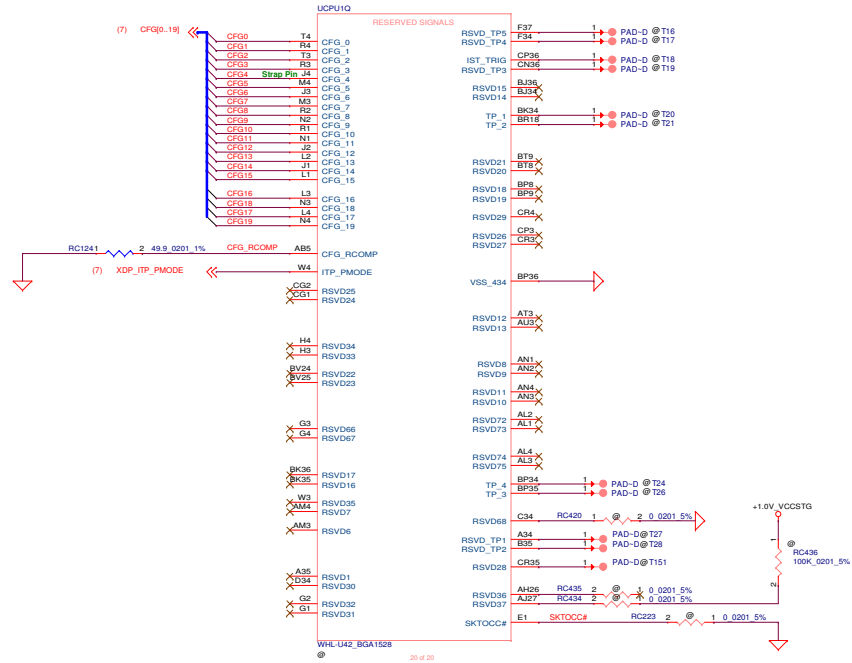 UCPU1Q
RESERVED SIGNALS
(7) CFG[0..19]
CFG0 T4 CFG_0
CFG1 R4 CFG_1
CFG2 T3 CFG_2
CFG3 R3 CFG_3
CFG4 Strap Pin J4 CFG_4
CFG5 M4 CFG_5
CFG6 J3 CFG_6
CFG7 M3 CFG_7
CFG8 R2 CFG_8
CFG9 N2 CFG_9
CFG10 R1 CFG_10
CFG11 N1 CFG_11
CFG12 J2 CFG_12
CFG13 L2 CFG_13
CFG14 J1 CFG_14
CFG15 L1 CFG_15
CFG16 L3 CFG_16
CFG18 N3 CFG_18
CFG17 L4 CFG_17
CFG19 N4 CFG_19
RC124 1 2 49.9_0201_1% CFG_RCOMP AB5 CFG_RCOMP
(7) XDP_ITP_PMODE W4 ITP_PMODE
CG2 RSVD25
CG1 RSVD24
H4 RSVD34
H3 RSVD33
BV24 RSVD22
BV25 RSVD23
G3 RSVD66
G4 RSVD67
BK36 RSVD17
BK35 RSVD16
W3 RSVD35
AM4 RSVD7
AM3 RSVD6
A35 RSVD1
D34 RSVD30
G2 RSVD32
G1 RSVD31
RSVD_TP5 F37 1 PAD~D @T16
RSVD_TP4 F34 1 PAD~D @T17
IST_TRIG CP36 1 PAD~D @T18
RSVD_TP3 CN36 1 PAD~D @T19
RSVD15 BJ36
RSVD14 BJ34
TP_1 BK34 1 PAD~D @T20
TP_2 BR18 1 PAD~D @T21
RSVD21 BT9
RSVD20 BT8
RSVD18 BP8
RSVD19 BP9
RSVD29 CR4
RSVD26 CP3
RSVD27 CR3
VSS_434 BP36
RSVD12 AT3
RSVD13 AU3
RSVD8 AN1
RSVD9 AN2
RSVD11 AN4
RSVD10 AN3
RSVD72 AL2
RSVD73 AL1
RSVD74 AL4
RSVD75 AL3
TP_4 BP34 1 PAD~D @T24
TP_3 BP35 1 PAD~D @T26
RSVD68 C34 RC420 1 @ 2 0_0201_5%
RSVD_TP1 A34 1 PAD~D@T27
RSVD_TP2 B35 1 PAD~D@T28
RSVD28 CR35 1 PAD~D@T151
RSVD36 AH26 RC435 2 @ 1 0_0201_5%
RSVD37 AJ27 RC434 2 @ 1 0_0201_5%
SKTOCC# E1 SKTOCC# RC223 2 @ 1 0_0201_5%
+1.0V_VCCSTG
1
@
RC436
100K_0201_5%
2
WHL-U42_BGA1528
@
20 of 20